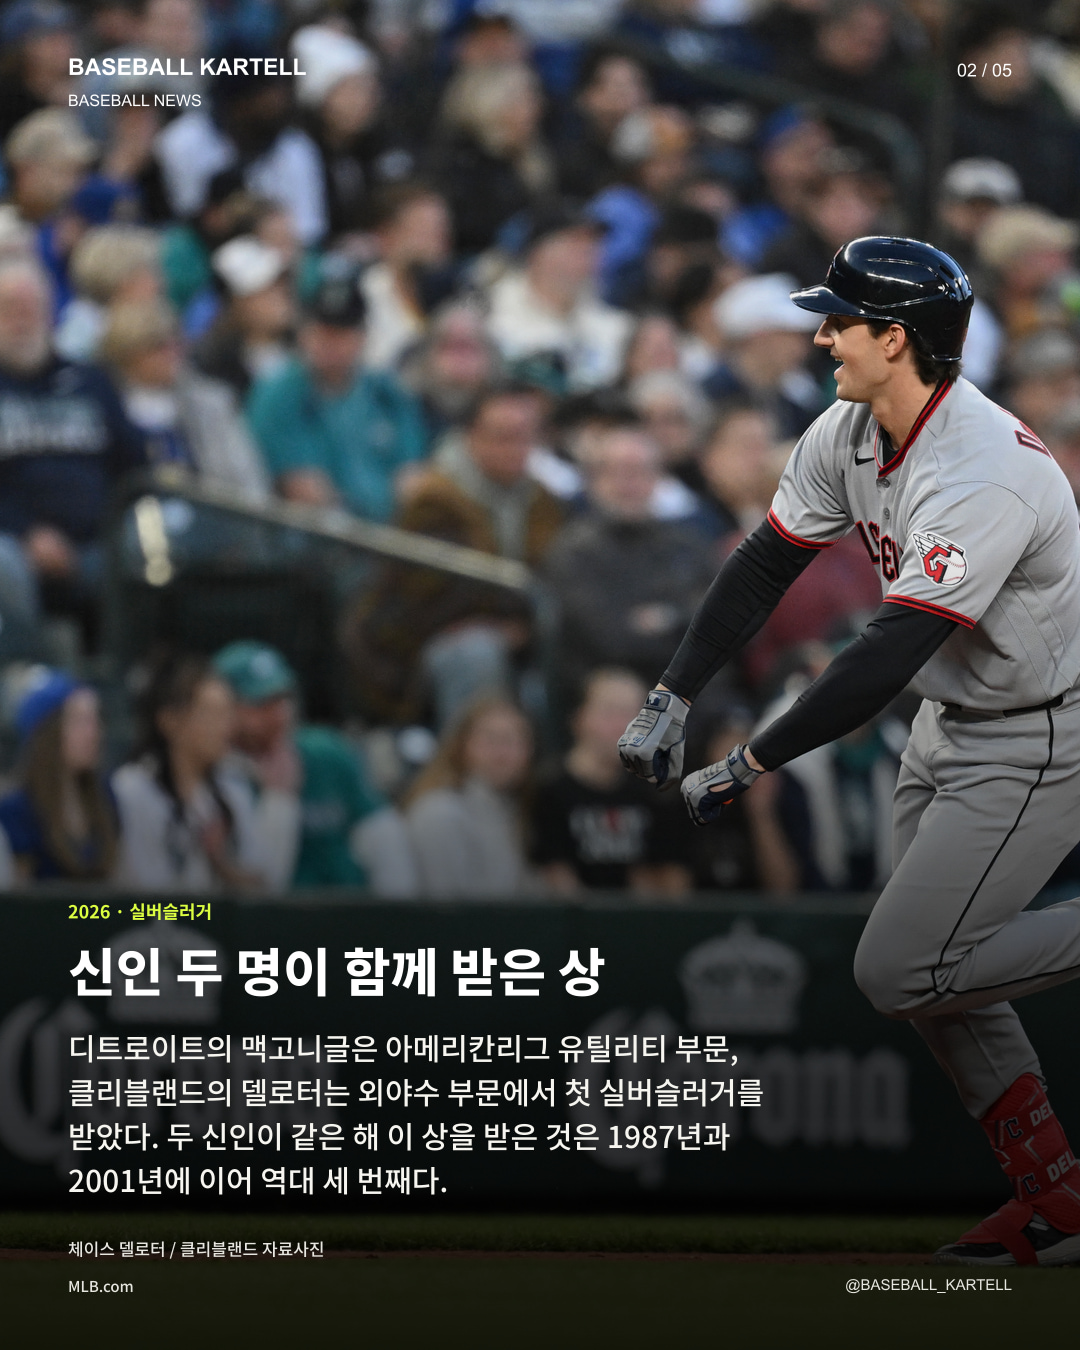 BASEBALL KARTELL
02 / 05
BASEBALL NEWS
2026 · 실버슬러거
신인 두 명이 함께 받은 상
디트로이트의 맥고니글은 아메리칸리그 유틸리티 부문,
클리블랜드의 델로터는 외야수 부문에서 첫 실버슬러거를
받았다. 두 신인이 같은 해 이 상을 받은 것은 1987년과
2001년에 이어 역대 세 번째다.
체이스 델로터 / 클리블랜드 자료사진
MLB.com
@BASEBALL_KARTELL